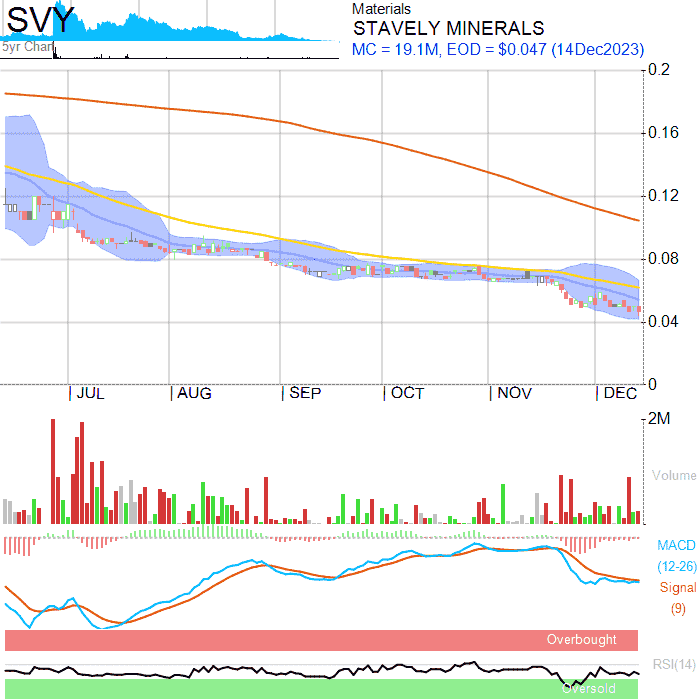 SVY
Materials
STAVELY MINERALS
5yr Chart
MC = 19.1M, EOD = $0.047 (14Dec2023)
0.2
0.16
0.12
0.08
0.04
0
JUL AUG SEP OCT NOV DEC
2M
Volume
MACD
(12-26)
Signal
(9)
Overbought
RSI(14)
Oversold